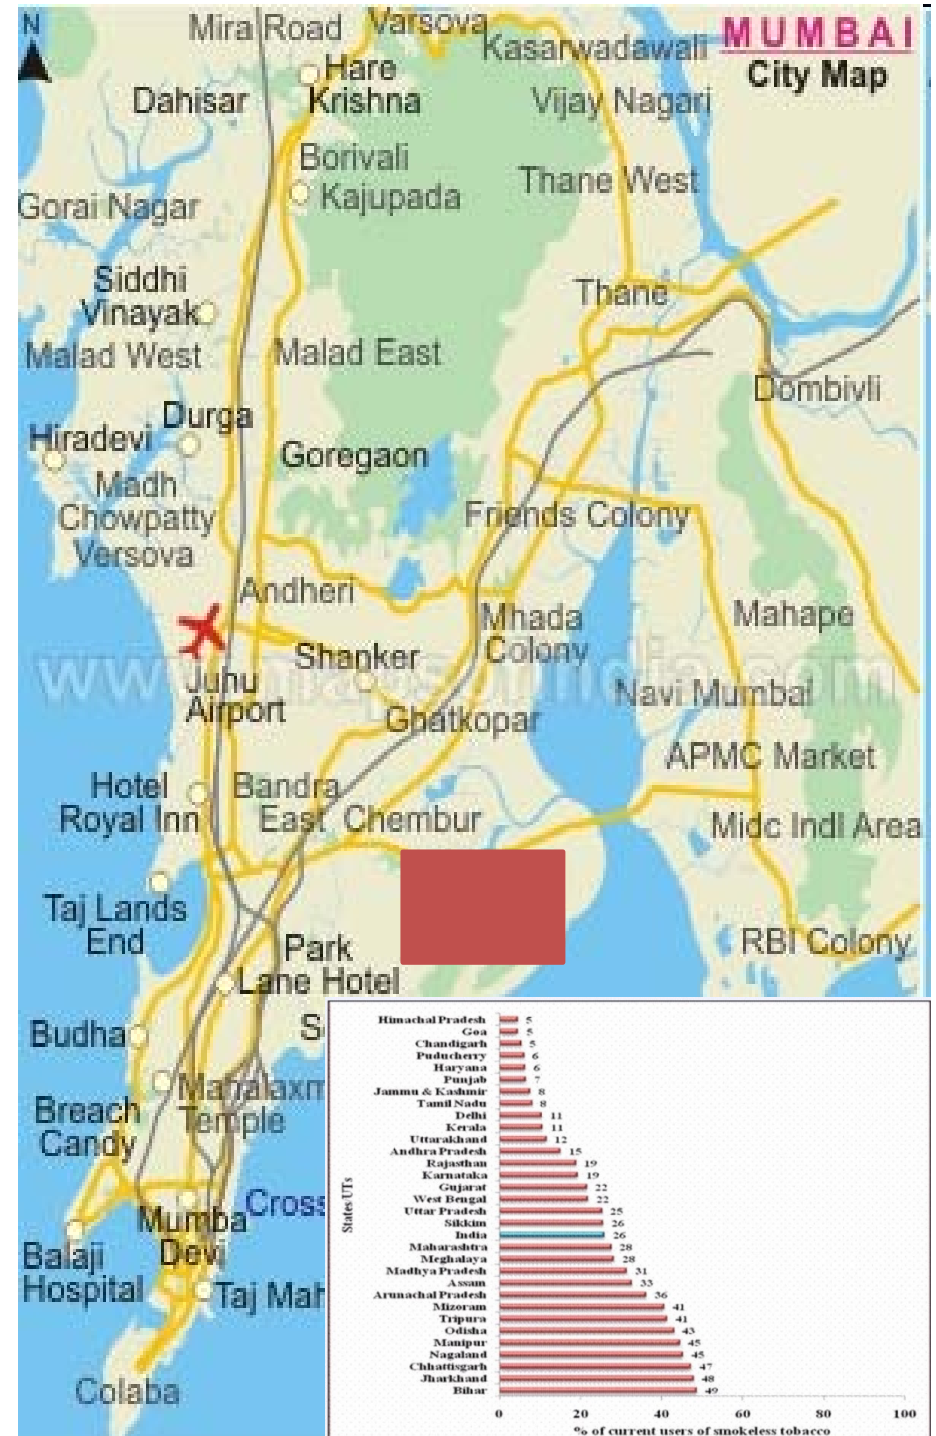 N
Mira Road
Varsova
Kasarwadawali
MUMBAI
City Map
Hare
Krishna
Dahisar
Vijay Nagari
Borivali
Kajupada
Thane West
Gorai Nagar
Siddhi
Vinayak
Thane
Malad West
Malad East
Dombivli
Durga
Hiradevi
Goregaon
Madh
Chowpatty
Versova
Friends Colony
Andheri
Mhada
Colony
Mahape
Shanker
Juhu
Airport
Navi Mumbai
Ghatkopar
APMC Market
Hotel
Royal Inn
Bandra
East
Chembur
Midc Indl Area
Taj Lands
End
Park
Lane Hotel
RBI Colony
Budha
Mahalaxm
Temple
Breach
Candy
Cross
Mumba
Devi
Balaji
Hospital
Taj Mah
Colaba
States UTs
Himachal Pradesh 5
Goa 5
Chandigarh 5
Puducherry 6
Haryana 6
Punjab 7
Jammu & Kashmir 8
Tamil Nadu 8
Delhi 11
Kerala 11
Uttarakhand 12
Andhra Pradesh 15
Rajasthan 19
Karnataka 19
Gujarat 22
West Bengal 22
Uttar Pradesh 25
Sikkim 26
India 26
Maharashtra 28
Meghalaya 28
Madhya Pradesh 31
Assam 33
Arunachal Pradesh 36
Mizoram 41
Tripura 41
Odisha 43
Manipur 45
Nagaland 45
Chhattisgarh 47
Jharkhand 48
Bihar 49
0 20 40 60 80 100
% of current users of smokeless tobacco